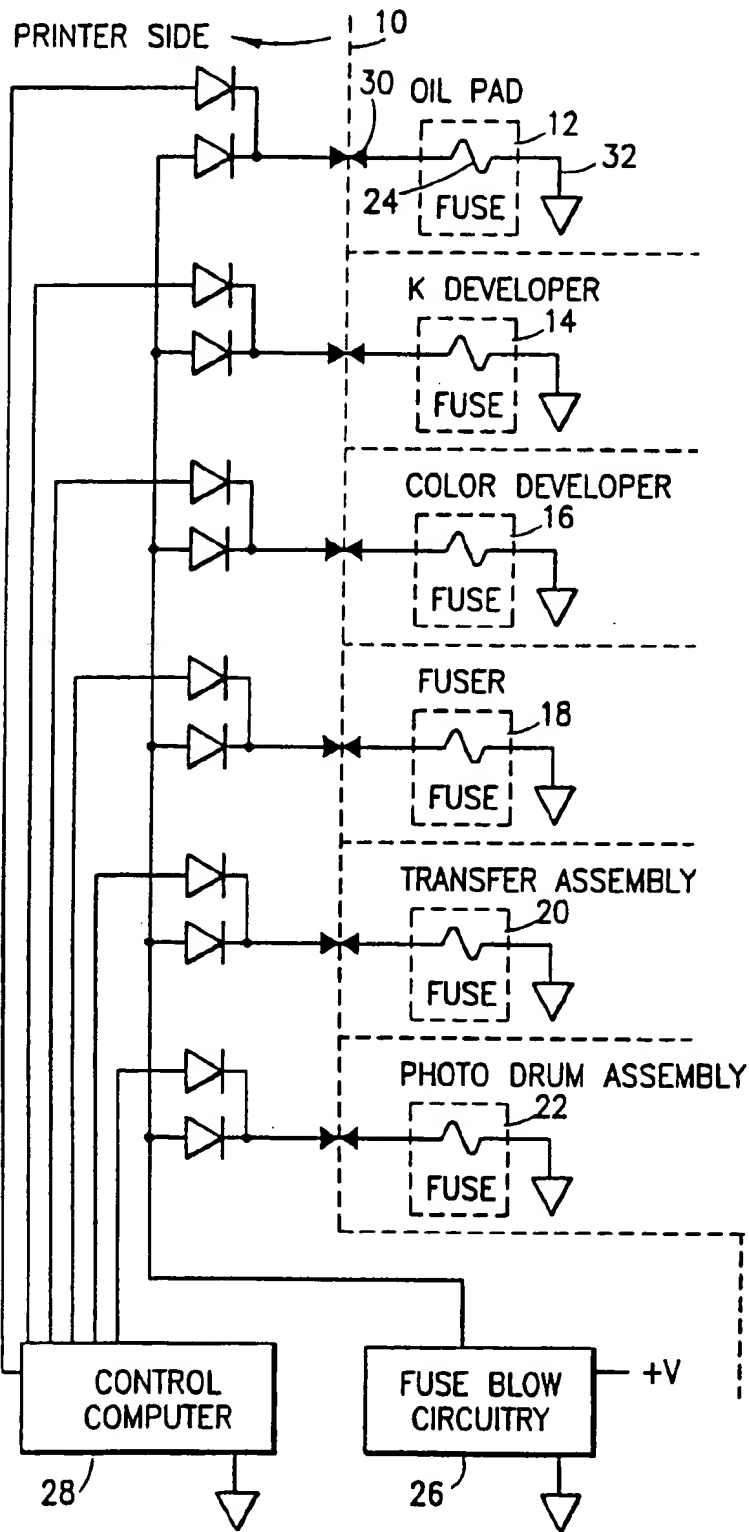 PRINTER SIDE
10
30
OIL PAD
12
24
32
FUSE
K DEVELOPER
14
FUSE
COLOR DEVELOPER
16
FUSE
FUSER
18
FUSE
TRANSFER ASSEMBLY
20
FUSE
PHOTO DRUM ASSEMBLY
22
FUSE
CONTROL
COMPUTER
28
FUSE BLOW
CIRCUITRY
+V
26